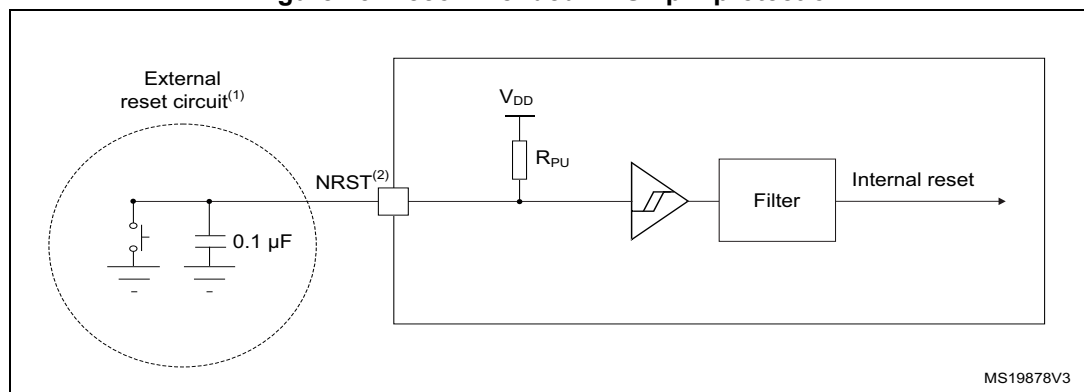 External
reset circuit(1)
VDD
RPU
NRST(2)
Internal reset
Filter
0.1 µF
MS19878V3